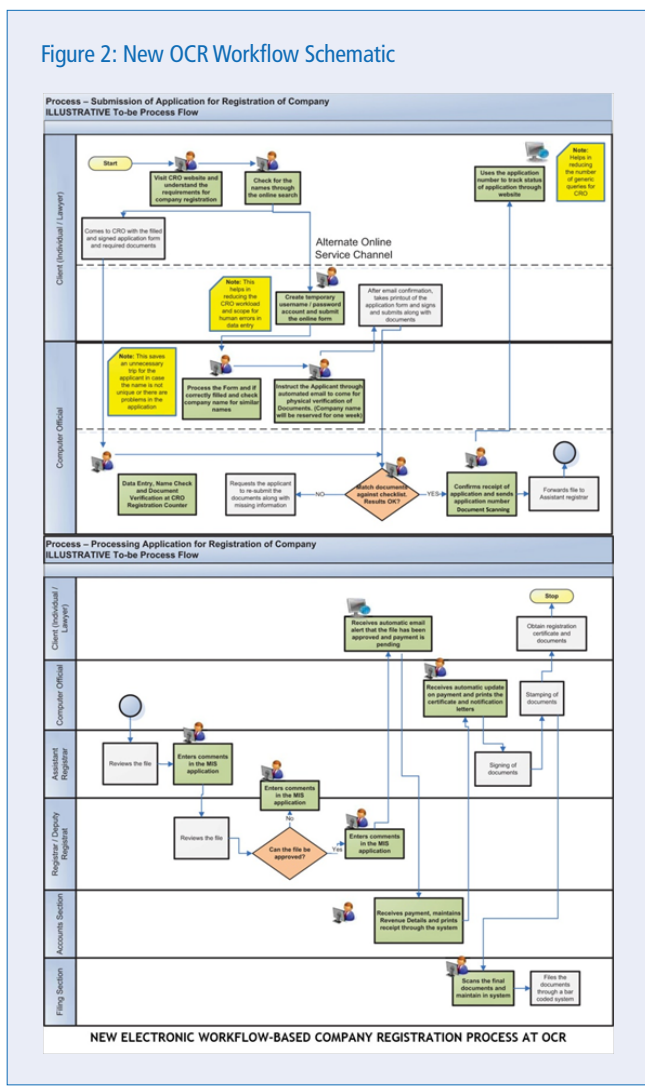 Figure 2: New OCR Workflow Schematic
Process – Submission of Application for Registration of Company
ILLUSTRATIVE To-be Process Flow
Client (Individual / Lawyer)
Start
Visit CRO website and
understand the
requirements for
company registration
Check for the
names through
the online search
Uses the application
number to track status
of application through
website
Note:
Helps in
reducing
the number
of generic
queries for
CRO
Comes to CRO with the filled
and signed application form
and required documents
Alternate Online
Service Channel
Note: This
helps in
reducing the
CRO workload
and scope for
human errors in
data entry
Create temporary
username / password
account and submit
the online form
After email confirmation,
takes printout of the
application form and signs
and submits along with
documents
Computer Official
Note: This saves
an unnecessary
trip for the
applicant in case
the name is not
unique or there are
problems in the
application
Process the Form and if
correctly filled and check
company name for similar
names
Instruct the Applicant through
automated email to come for
physical verification of
Documents. (Company name
will be reserved for one week)
Data Entry, Name Check
and Document
Verification at CRO
Registration Counter
Requests the applicant
to re-submit the
documents along with
missing information
NO
Match documents
against checklist.
Results OK?
YES
Confirms receipt of
application and sends
application number
Document Scanning
Forwards file to
Assistant registrar
Process – Processing Application for Registration of Company
ILLUSTRATIVE To-be Process Flow
Client (Individual /
Lawyer)
Receives automatic email
alert that the file has been
approved and payment is
pending
Stop
Obtain registration
certificate and
documents
Computer Official
Receives automatic update
on payment and prints the
certificate and notification
letters
Stamping of
documents
Assistant
Registrar
Reviews the file
Enters comments
in the MIS
application
Enters comments
in the MIS
application
Signing of
documents
Registrar / Deputy
Registrat
Reviews the file
No
Can the file be
approved?
Yes
Enters comments
in the MIS
application
Accounts Section
Receives payment, maintains
Revenue Details and prints
receipt through the system
Filing Section
Scans the final
documents and
maintain in system
Files the
documents
through a bar
coded system
NEW ELECTRONIC WORKFLOW-BASED COMPANY REGISTRATION PROCESS AT OCR